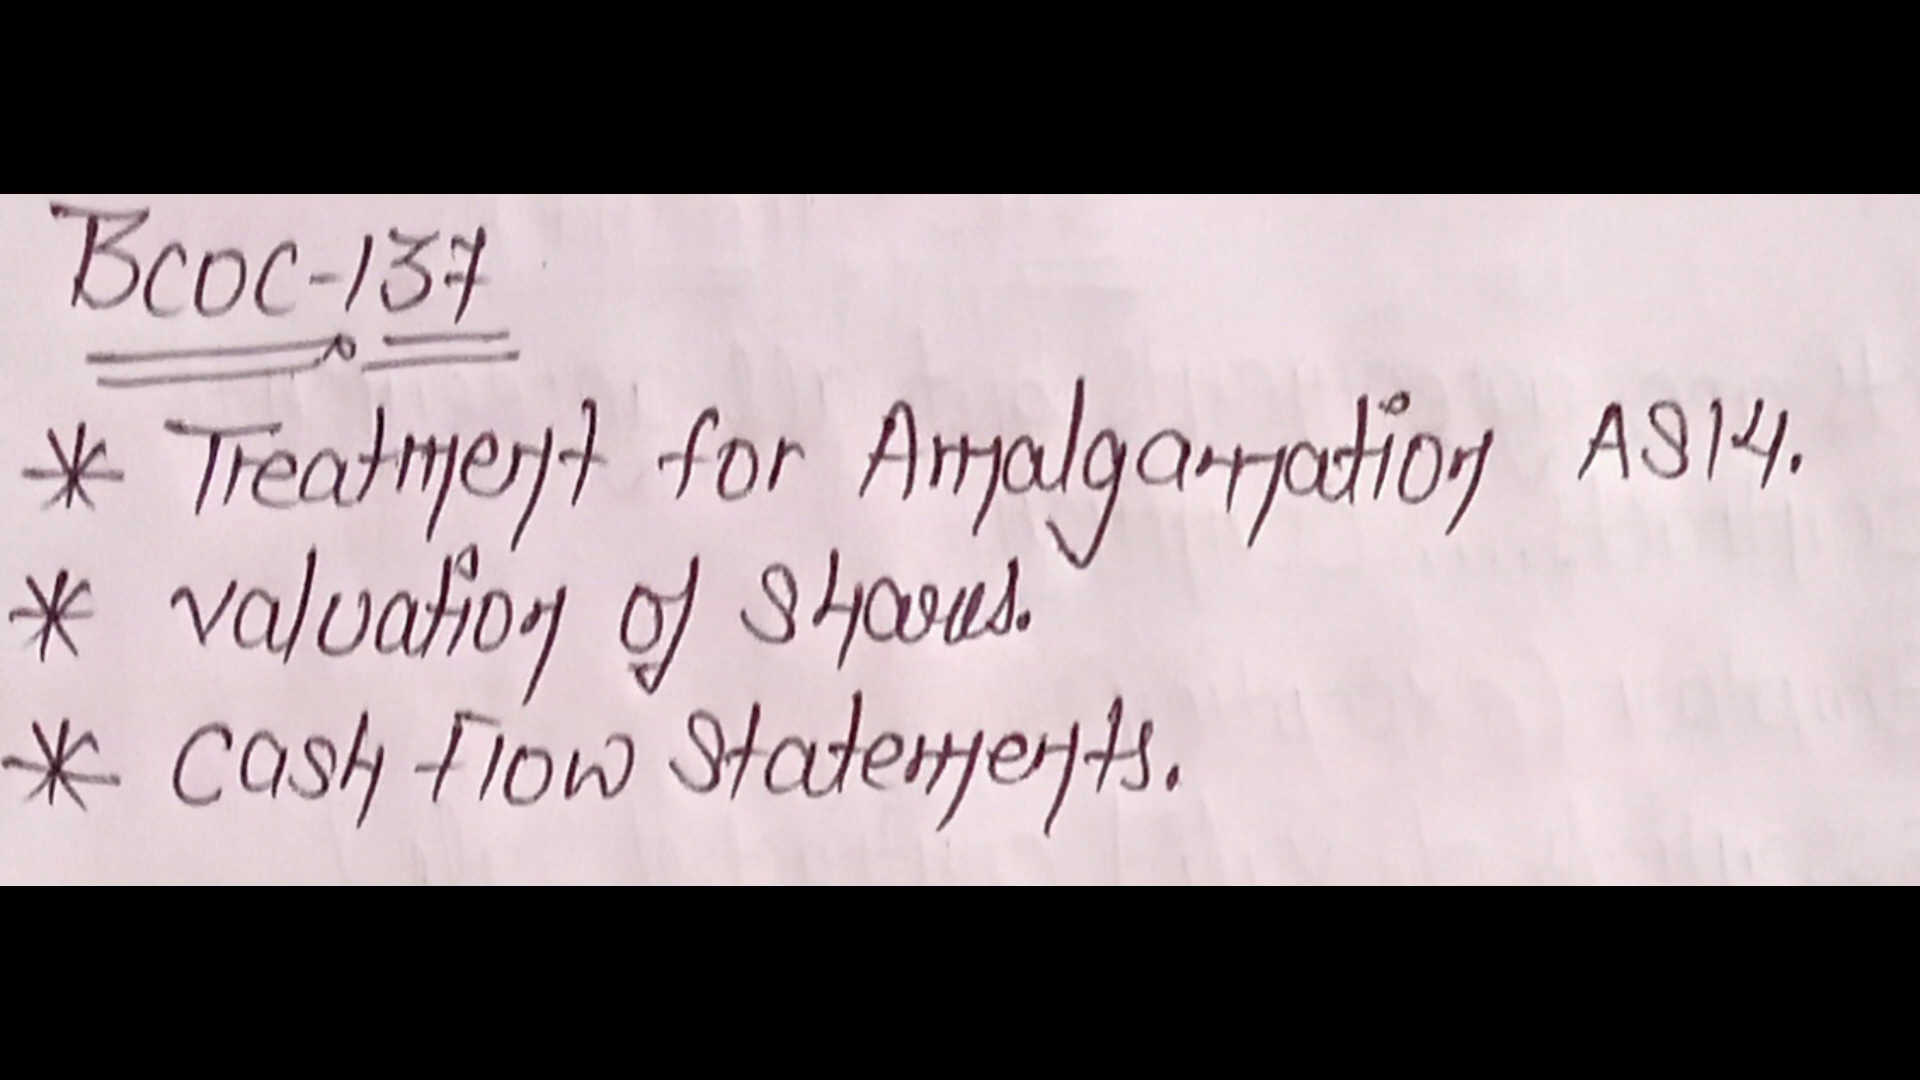 BCOC-137
* Treatment for Amalgamation AS14.
* valuation of shares.
* Cash Flow Statements.